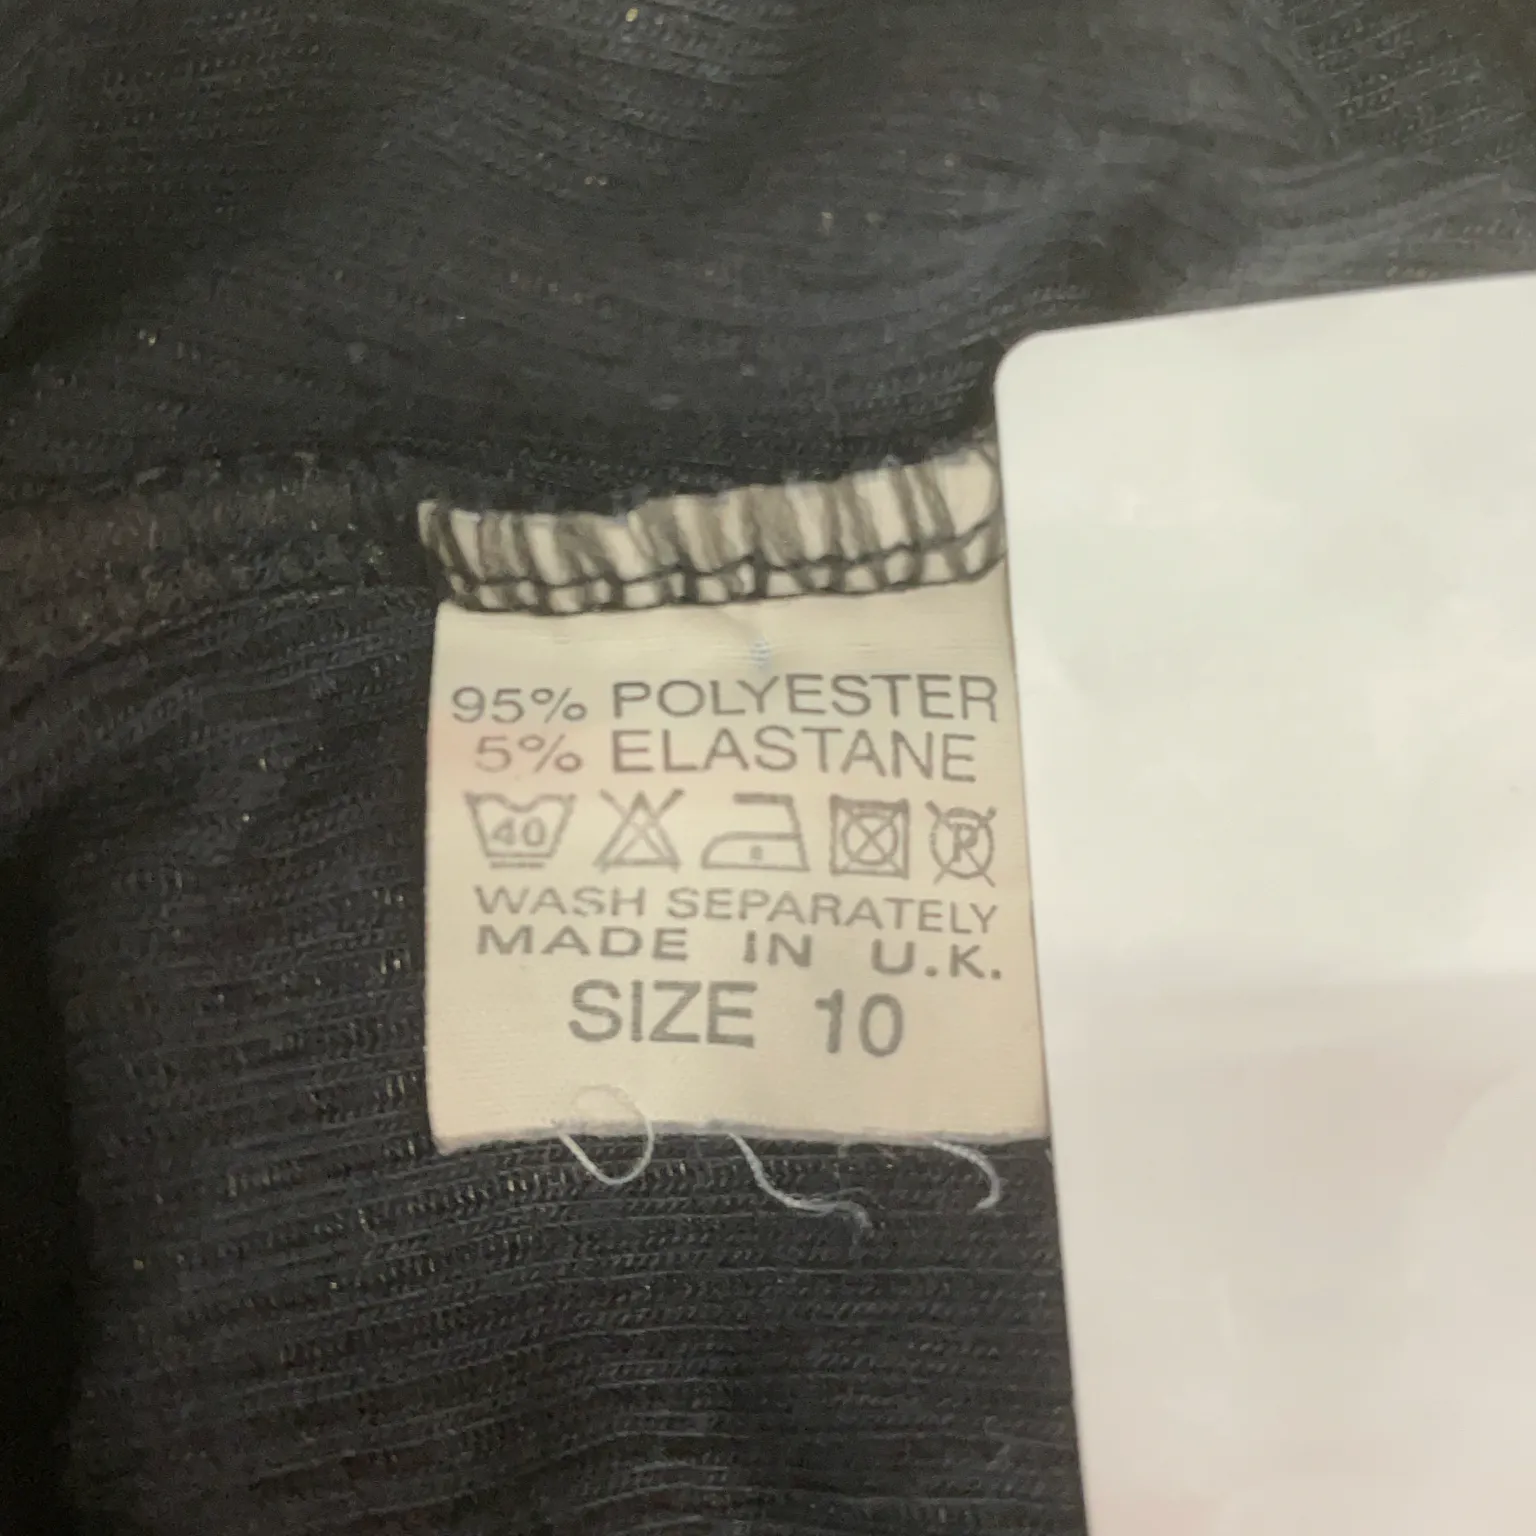 95% POLYESTER
5% ELASTANE
40 P
WASH SEPARATELY
MADE IN U.K.
SIZE 10